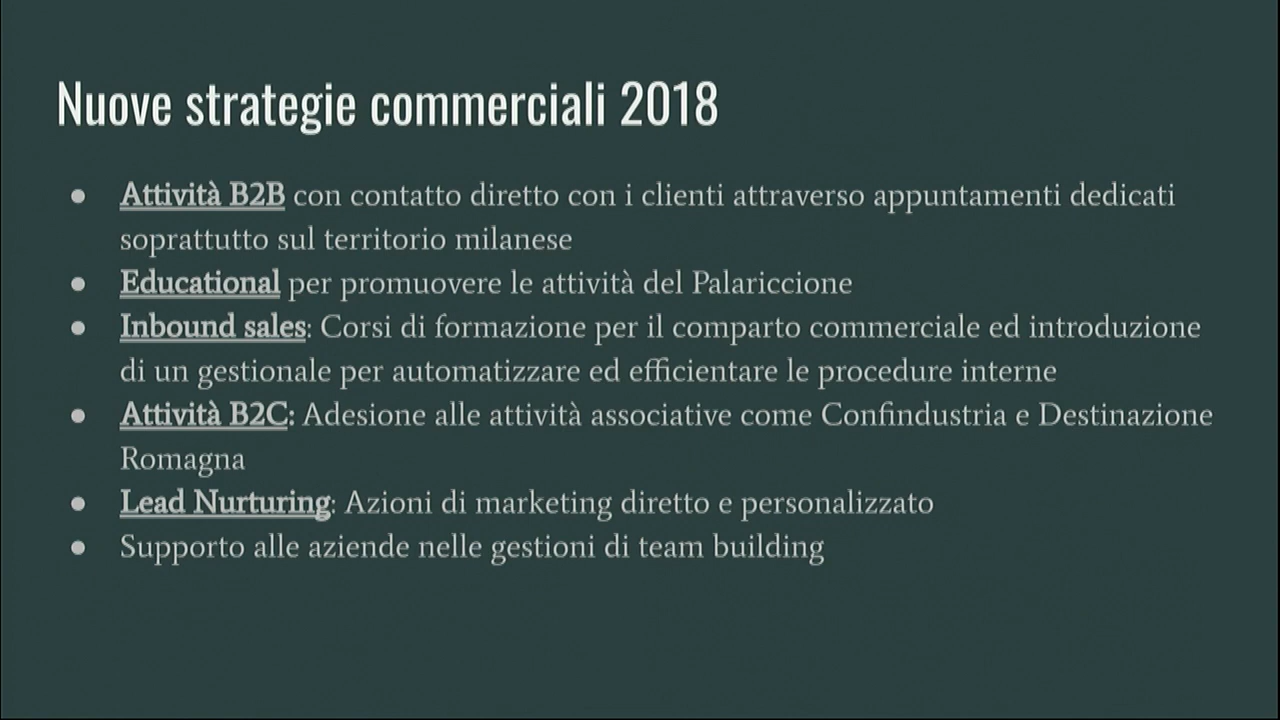 Nuove strategie commerciali 2018
● Attività B2B con contatto diretto con i clienti attraverso appuntamenti dedicati
soprattutto sul territorio milanese
● Educational per promuovere le attività del Palariccione
● Inbound sales: Corsi di formazione per il comparto commerciale ed introduzione
di un gestionale per automatizzare ed efficientare le procedure interne
● Attività B2C: Adesione alle attività associative come Confindustria e Destinazione
Romagna
● Lead Nurturing: Azioni di marketing diretto e personalizzato
● Supporto alle aziende nelle gestioni di team building